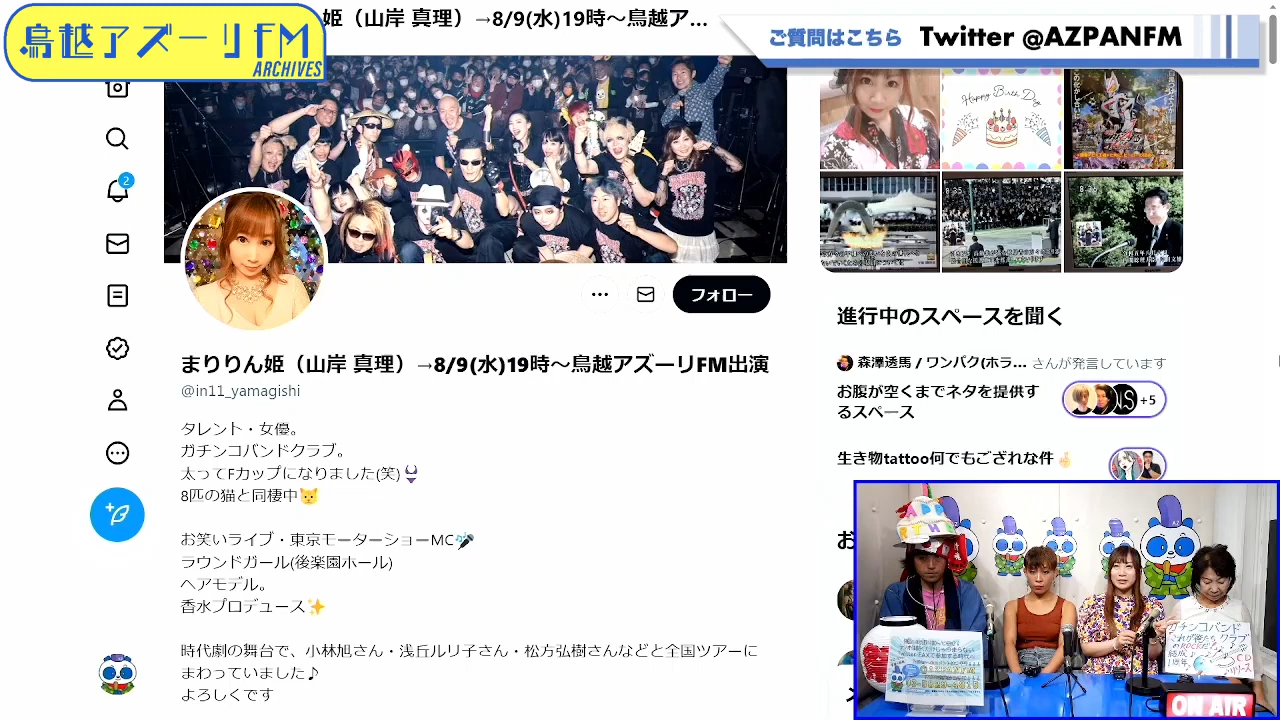 鳥越アズーリFM
ARCHIVES
姫（山岸 真理）→8/9(水)19時～鳥越ア...
ご質問はこちら Twitter @AZPANFM
Happy Birth Day
2
フォロー
まりりん姫（山岸 真理）→8/9(水)19時～鳥越アズーリFM出演
@in11_yamagishi
タレント・女優。
ガチンコバンドクラブ。
太ってFカップになりました(笑)👙
8匹の猫と同棲中🐱
お笑いライブ・東京モーターショーMC🎤
ラウンドガール(後楽園ホール)
ヘアモデル。
香水プロデュース✨
時代劇の舞台で、小林旭さん・浅丘ルリ子さん・松方弘樹さんなどと全国ツアーに
まわっていました♪
よろしくです
進行中のスペースを聞く
森澤透馬 / ワンパク(ホラ... さんが発言しています
お腹が空くまでネタを提供す
るスペース
+5
生き物tattoo何でもござれな件☝🏻
お
ガチンコバンド
クラブ
@AZPANFM
ON AIR